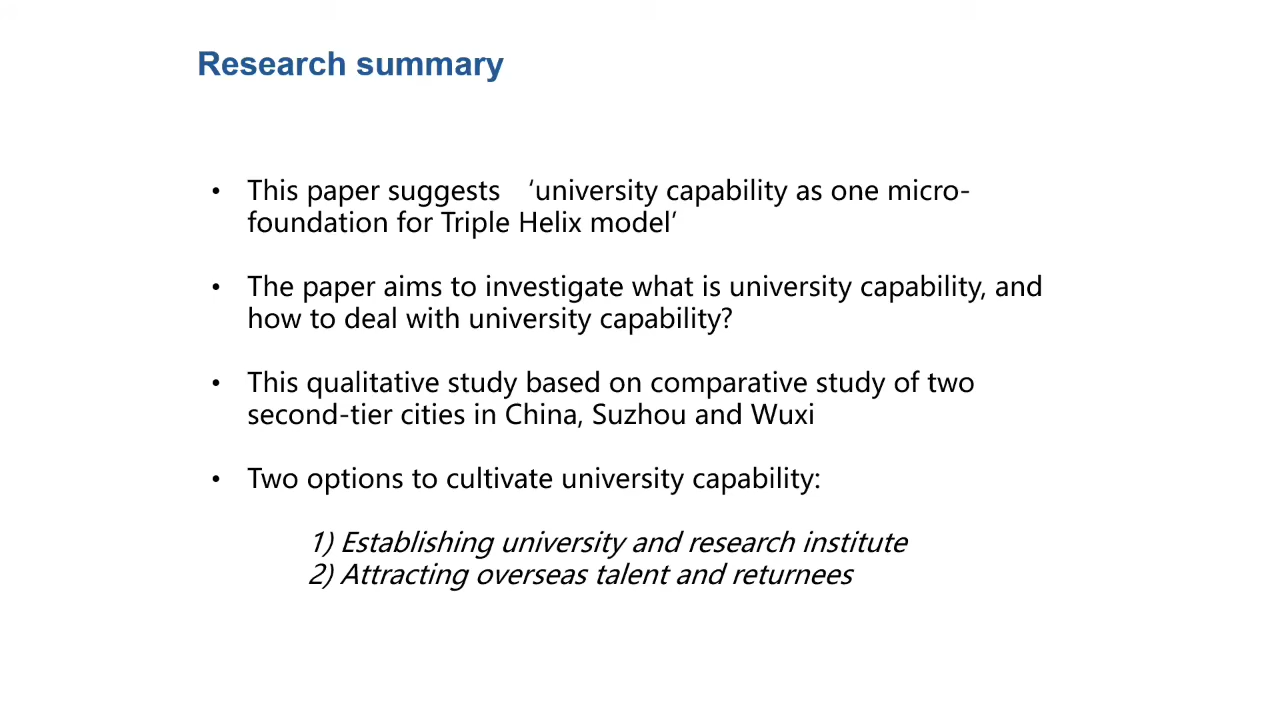 Research summary
• This paper suggests ‘university capability as one micro-
foundation for Triple Helix model’
• The paper aims to investigate what is university capability, and
how to deal with university capability?
• This qualitative study based on comparative study of two
second-tier cities in China, Suzhou and Wuxi
• Two options to cultivate university capability:
1) Establishing university and research institute
2) Attracting overseas talent and returnees